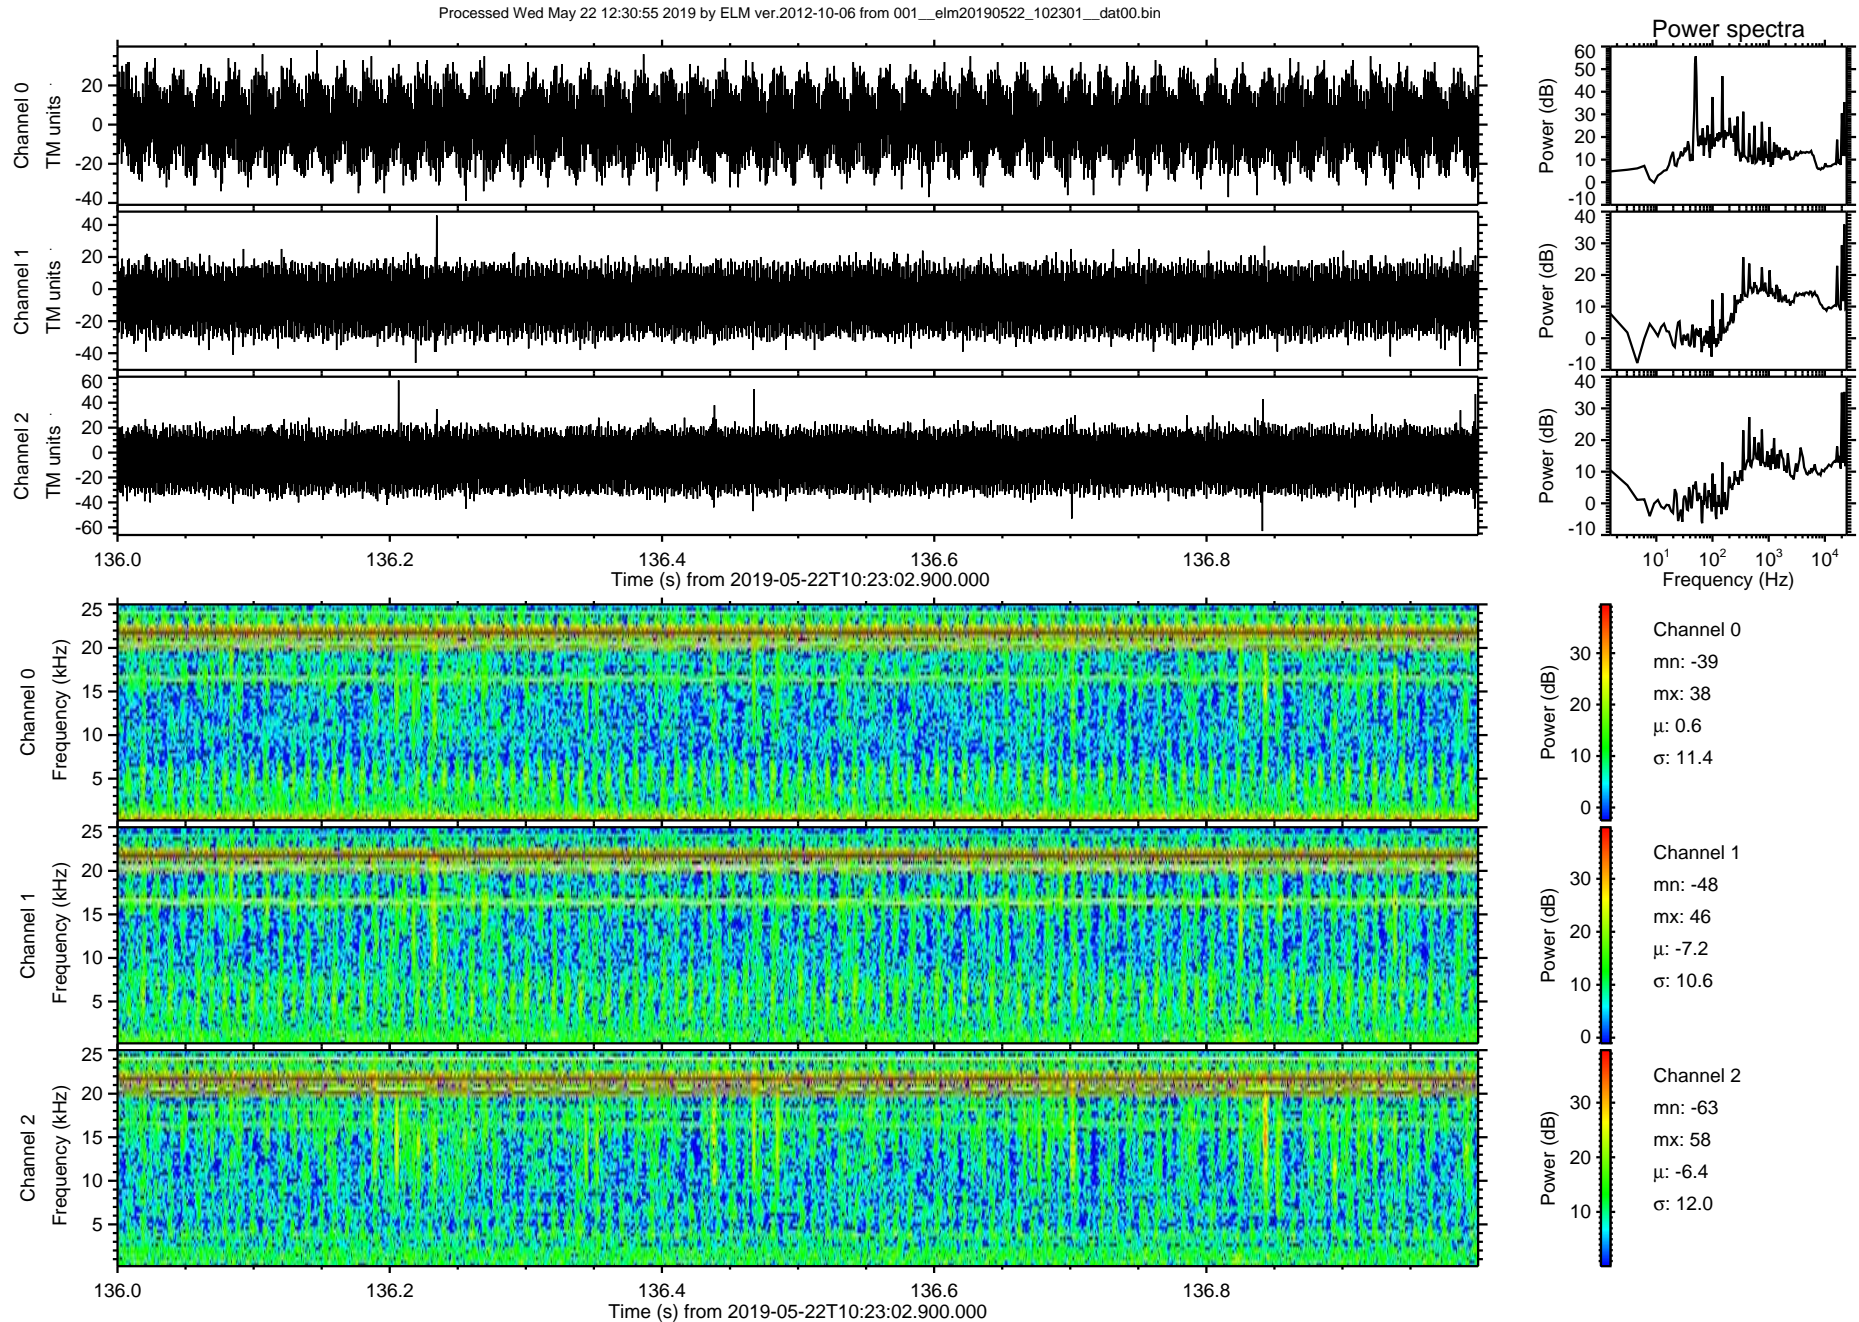 Processed Wed May 22 12:30:55 2019 by ELM ver.2012-10-06 from 001__elm20190522_102301__dat00.bin
Power spectra
Channel 0
TM units
20
0
-20
-40
Power (dB)
60
50
40
30
20
10
0
-10
Channel 1
TM units
40
20
0
-20
-40
Power (dB)
40
30
20
10
0
-10
Channel 2
TM units
60
40
20
0
-20
-40
-60
Power (dB)
40
30
20
10
0
-10
136.0
136.2
136.4
136.6
136.8
Time (s) from 2019-05-22T10:23:02.900.000
10¹
10²
10³
10⁴
Frequency (Hz)
Channel 0
Frequency (kHz)
25
20
15
10
5
Power (dB)
30
20
10
0
Channel 0
mn: -39
mx: 38
μ: 0.6
σ: 11.4
Channel 1
Frequency (kHz)
25
20
15
10
5
Power (dB)
30
20
10
0
Channel 1
mn: -48
mx: 46
μ: -7.2
σ: 10.6
Channel 2
Frequency (kHz)
25
20
15
10
5
Power (dB)
30
20
10
Channel 2
mn: -63
mx: 58
μ: -6.4
σ: 12.0
136.0
136.2
136.4
136.6
136.8
Time (s) from 2019-05-22T10:23:02.900.000